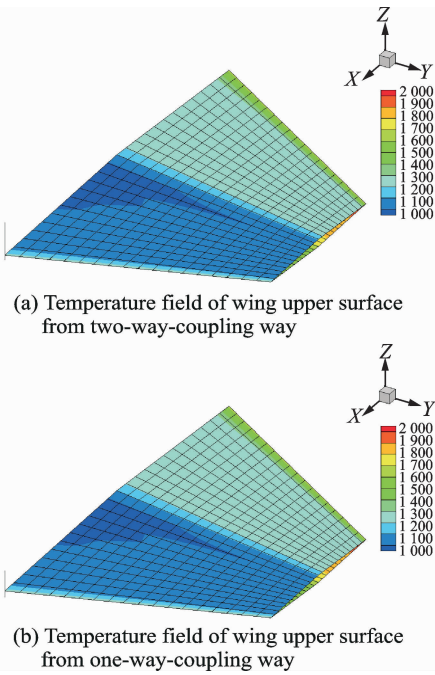 Z
X
Y
2 000
1 900
1 800
1 700
1 600
1 500
1 400
1 300
1 200
1 100
1 000
(a) Temperature field of wing upper surface
from two-way-coupling way
Z
X
Y
2 000
1 900
1 800
1 700
1 600
1 500
1 400
1 300
1 200
1 100
1 000
(b) Temperature field of wing upper surface
from one-way-coupling way